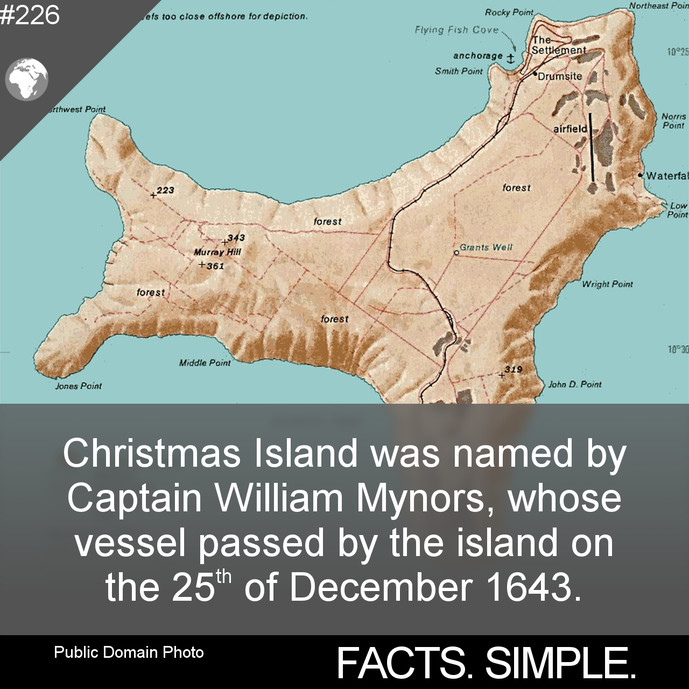 #226
efs too close offshore for depiction.
Rocky Point
Northeast Poin
Flying Fish Cove
The
Settlement
anchorage
10°25
Smith Point
Drumsite
rthwest Point
Norris
Point
airfield
Waterfal
223
forest
Low
Point
forest
343
Murray Hill
Grants Well
361
Wright Point
forest
forest
10°30
Middle Point
319
Jones Point
John D. Point
Christmas Island was named by
Captain William Mynors, whose
vessel passed by the island on
the 25th of December 1643.
Public Domain Photo
FACTS. SIMPLE.